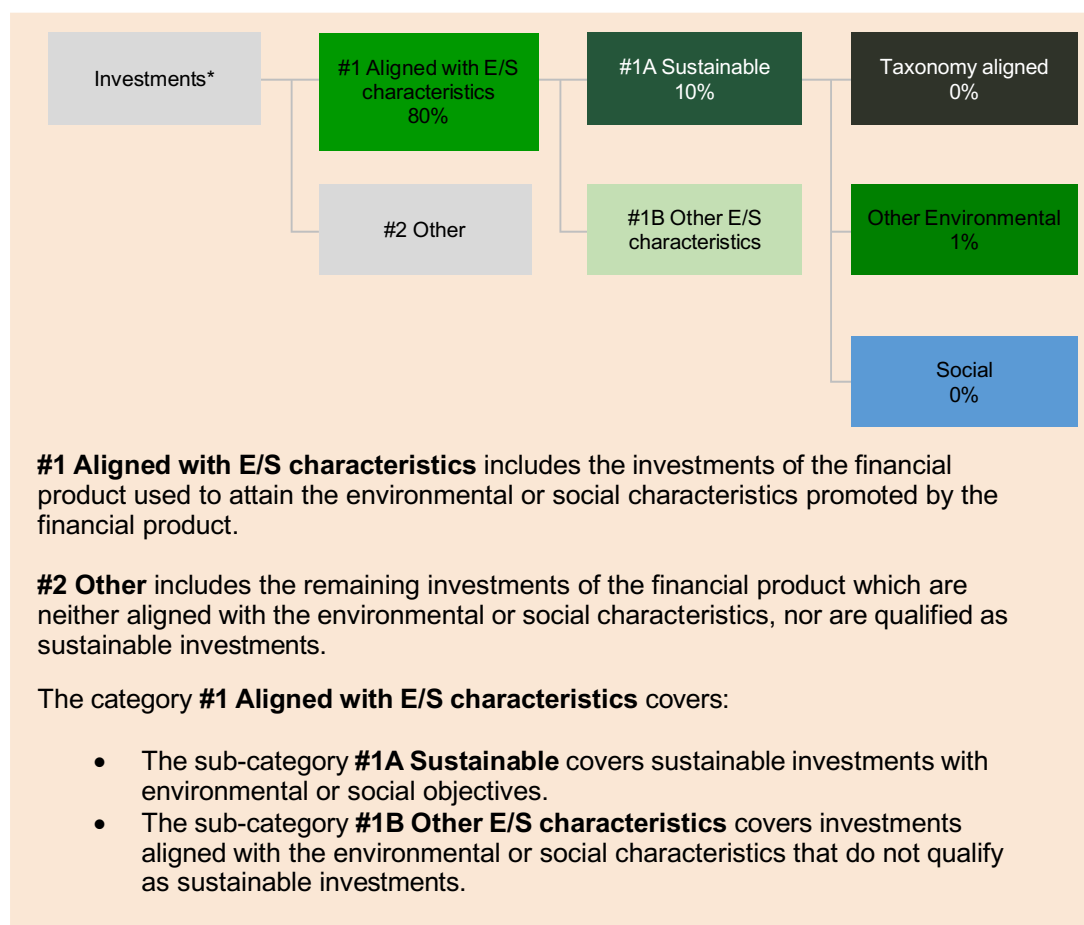 Investments*
#1 Aligned with E/S
characteristics
80%
#1A Sustainable
10%
Taxonomy aligned
0%
#2 Other
#1B Other E/S
characteristics
Other Environmental
1%
Social
0%
#1 Aligned with E/S characteristics includes the investments of the financial
product used to attain the environmental or social characteristics promoted by the
financial product.
#2 Other includes the remaining investments of the financial product which are
neither aligned with the environmental or social characteristics, nor are qualified as
sustainable investments.
The category #1 Aligned with E/S characteristics covers:
• The sub-category #1A Sustainable covers sustainable investments with
environmental or social objectives.
• The sub-category #1B Other E/S characteristics covers investments
aligned with the environmental or social characteristics that do not qualify
as sustainable investments.